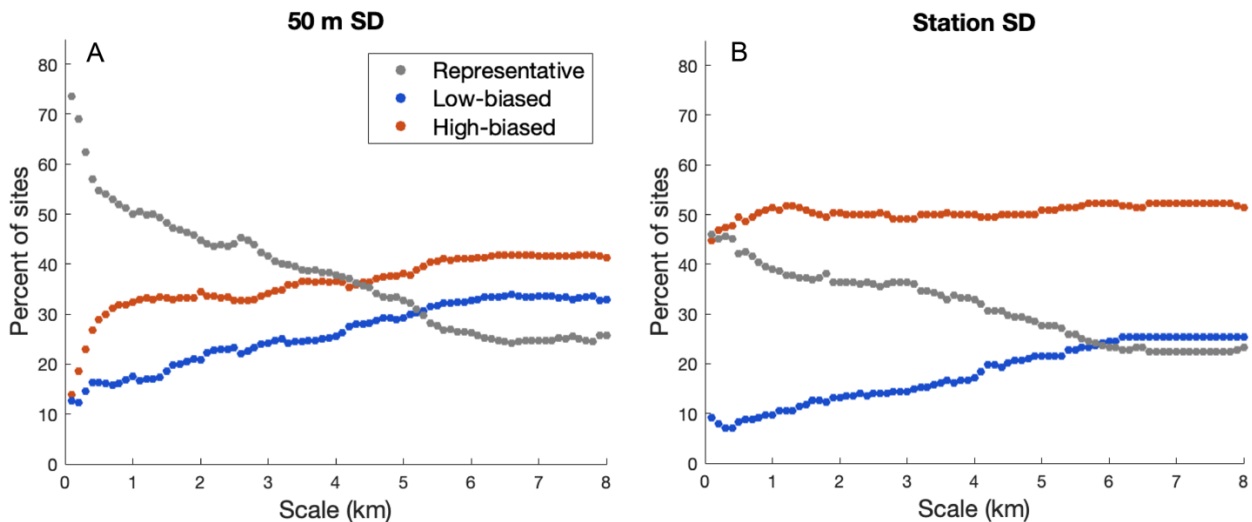 50 m SD
A
Representative
Low-biased
High-biased
Percent of sites
80
70
60
50
40
30
20
10
0
0 1 2 3 4 5 6 7 8
Scale (km)
Station SD
B
Percent of sites
80
70
60
50
40
30
20
10
0
0 1 2 3 4 5 6 7 8
Scale (km)